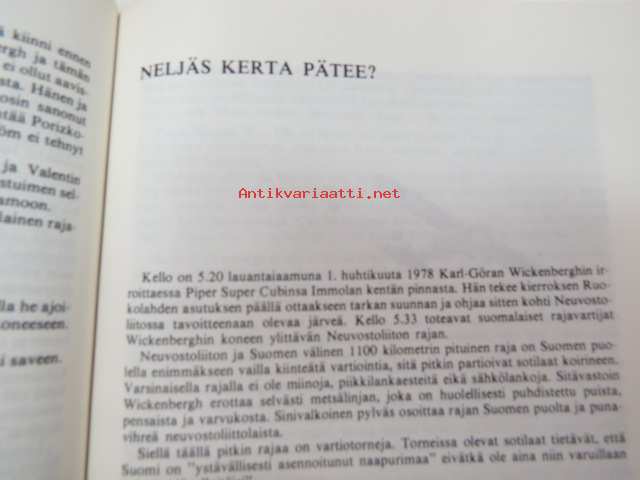 kiinni ennen
bergh ja tämän
ei ollut aavis-
sta. Hänen ja
osin sanonut
ntää Porizko-
öm ei tehnyt
ja Valentin
stuimen sel-
amoon.
lainen raja-
lla he ajoi-
koneeseen.
i saveen.
NELJÄS KERTA PÄTEE?
Antikvariaatti.net
Kello on 5.20 lauantaiaamuna 1. huhtikuuta 1978 Karl-Göran Wickenberghin ir-
roittaessa Piper Super Cubinsa Immolan kentän pinnasta. Hän tekee kierroksen Ruo-
kolahden asutuksen päällä ottaakseen tarkan suunnan ja ohjaa sitten kohti Neuvosto-
liitossa tavoitteenaan olevaa järveä. Kello 5.33 toteavat suomalaiset rajavartijat
Wickenberghin koneen ylittävän Neuvostoliiton rajan.
Neuvostoliiton ja Suomen välinen 1100 kilometrin pituinen raja on Suomen puo-
lella enimmäkseen vailla kiinteätä vartiointia, sitä pitkin partioivat sotilaat koirineen.
Varsinaisella rajalla ei ole miinoja, piikkilankaesteitä eikä sähkölankoja. Sitävastoin
Wickenbergh erottaa selvästi metsälinjan, joka on huolellisesti puhdistettu puista,
pensaista ja varvukosta. Sinivalkoinen pylväs osoittaa rajan Suomen puolta ja puna-
vihreä neuvostoliittolaista.
Siellä täällä pitkin rajaa on vartiotorneja. Torneissa olevat sotilaat tietävät, että
Suomi on "ystävällisesti asennoitunut naapurimaa" eivätkä ole aina niin varuillaan